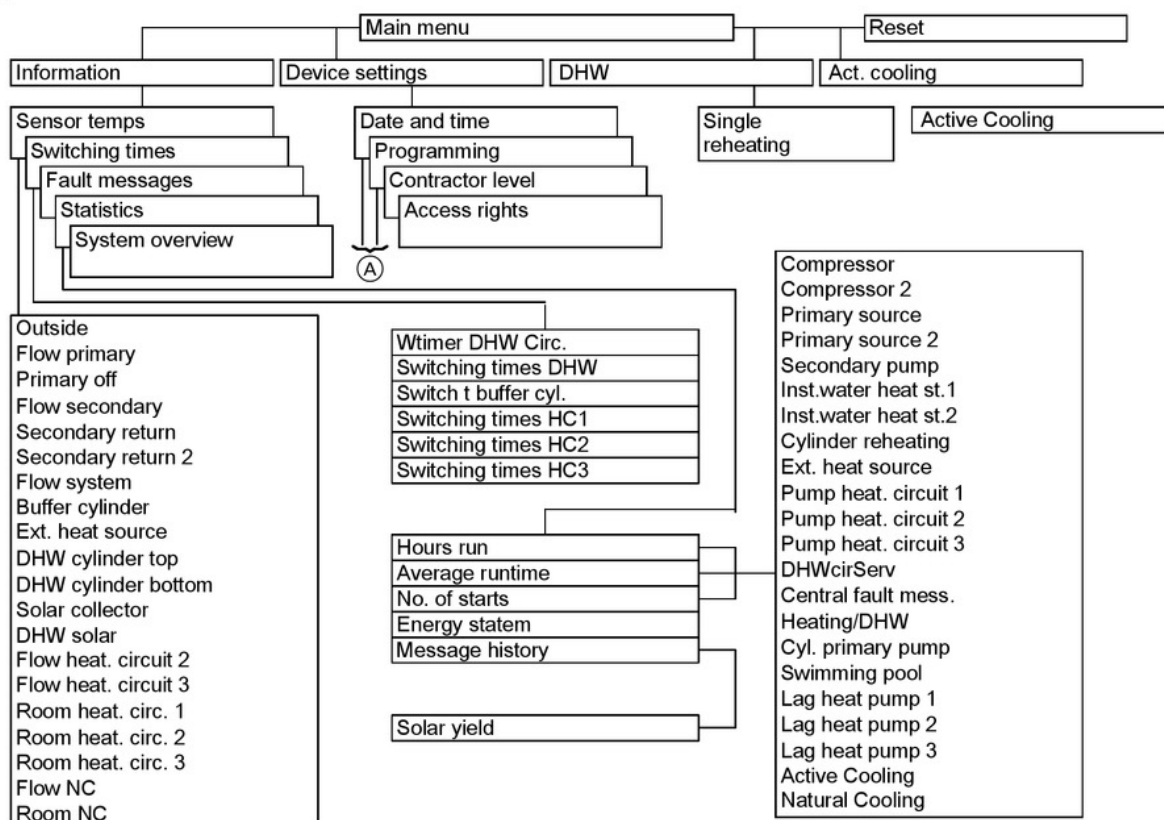 Main menu
Reset
Information
Device settings
DHW
Act. cooling
Sensor temps
Switching times
Fault messages
Statistics
System overview
Date and time
Programming
Contractor level
Access rights
A
Single
reheating
Active Cooling
Outside
Flow primary
Primary off
Flow secondary
Secondary return
Secondary return 2
Flow system
Buffer cylinder
Ext. heat source
DHW cylinder top
DHW cylinder bottom
Solar collector
DHW solar
Flow heat. circuit 2
Flow heat. circuit 3
Room heat. circ. 1
Room heat. circ. 2
Room heat. circ. 3
Flow NC
Room NC
Wtimer DHW Circ.
Switching times DHW
Switch t buffer cyl.
Switching times HC1
Switching times HC2
Switching times HC3
Hours run
Average runtime
No. of starts
Energy statem
Message history
Solar yield
Compressor
Compressor 2
Primary source
Primary source 2
Secondary pump
Inst.water heat st.1
Inst.water heat st.2
Cylinder reheating
Ext. heat source
Pump heat. circuit 1
Pump heat. circuit 2
Pump heat. circuit 3
DHWcirServ
Central fault mess.
Heating/DHW
Cyl. primary pump
Swimming pool
Lag heat pump 1
Lag heat pump 2
Lag heat pump 3
Active Cooling
Natural Cooling